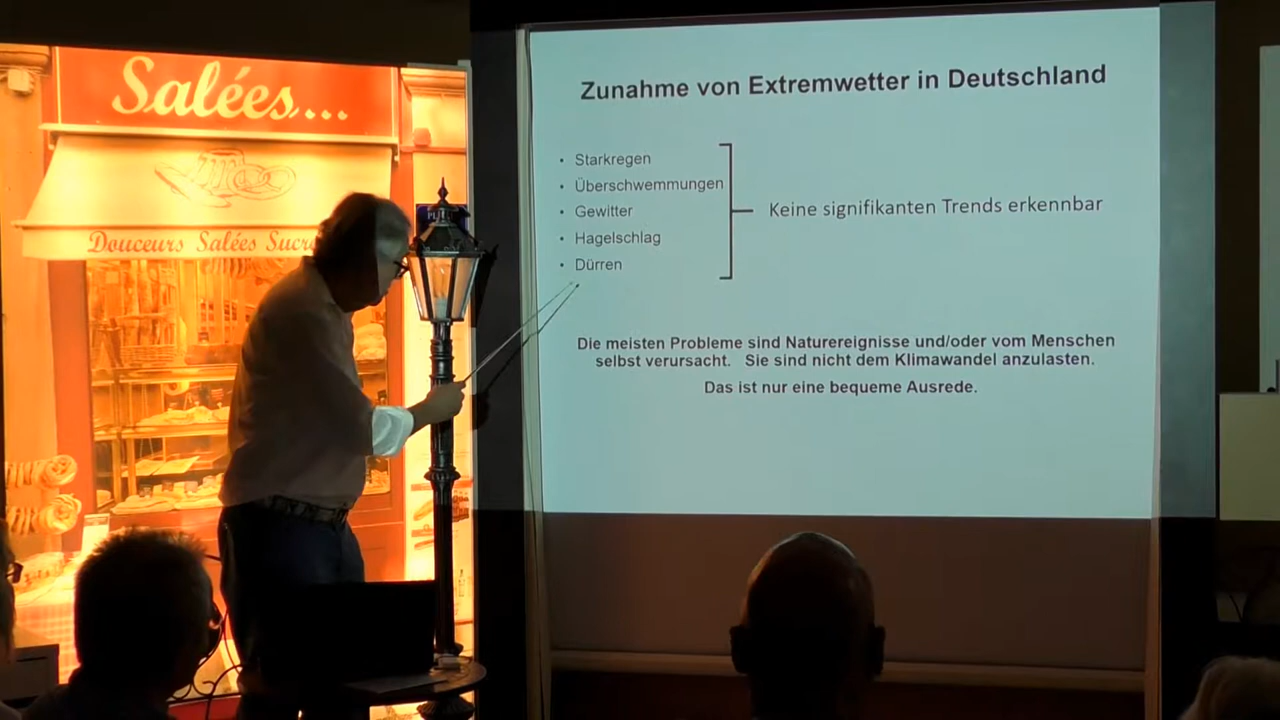 Salées...
Douceurs Salées Sucr
Zunahme von Extremwetter in Deutschland
• Starkregen
• Überschwemmungen
• Gewitter
• Hagelschlag
• Dürren
Keine signifikanten Trends erkennbar
Die meisten Probleme sind Naturereignisse und/oder vom Menschen
selbst verursacht. Sie sind nicht dem Klimawandel anzulasten.
Das ist nur eine bequeme Ausrede.